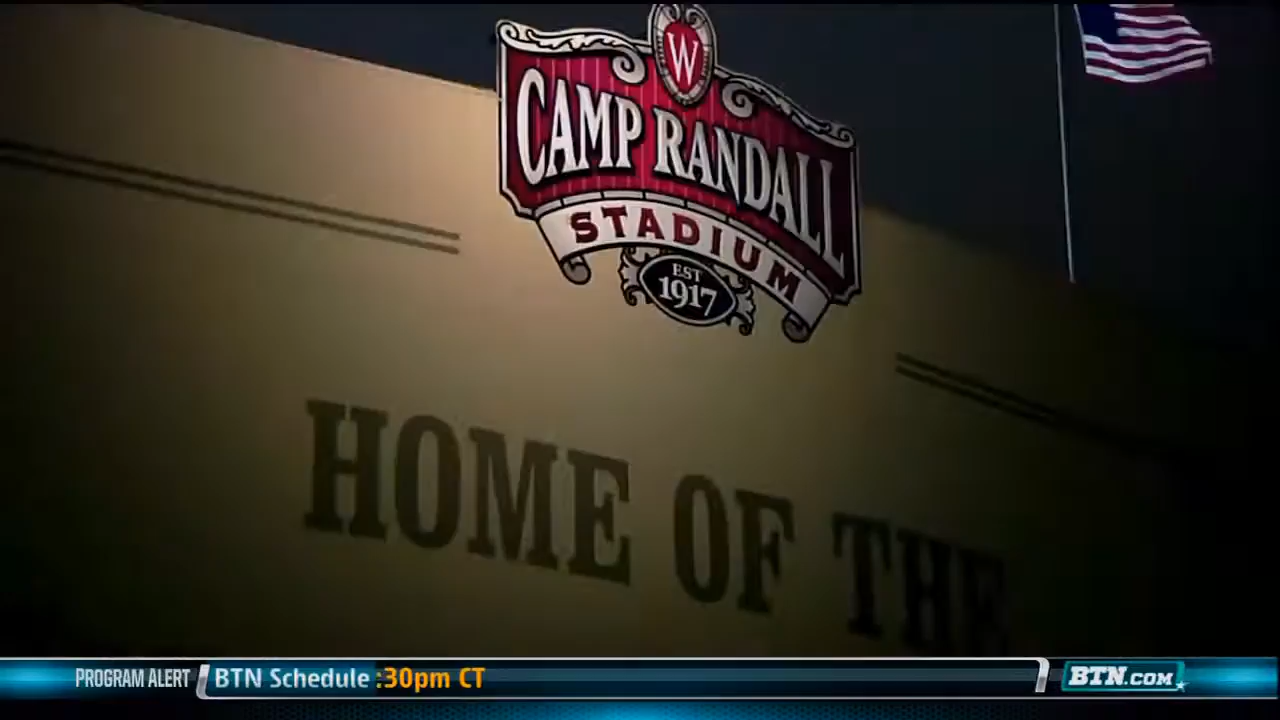 W
CAMP RANDALL
STADIUM
EST
1917
HOME OF THE
PROGRAM ALERT
BTN Schedule :30pm CT
BTN.COM